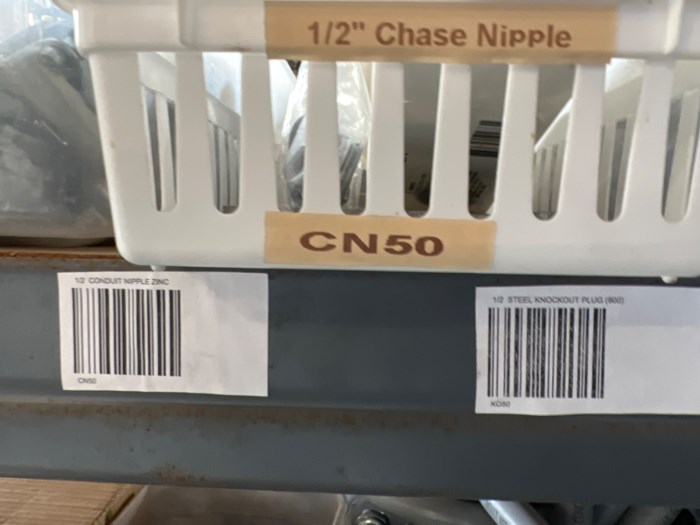 1/2" Chase Nipple
CN50
1/2 CONDUIT NIPPLE ZINC
CN50
1/2 STEEL KNOCKOUT PLUG (600)
KO50